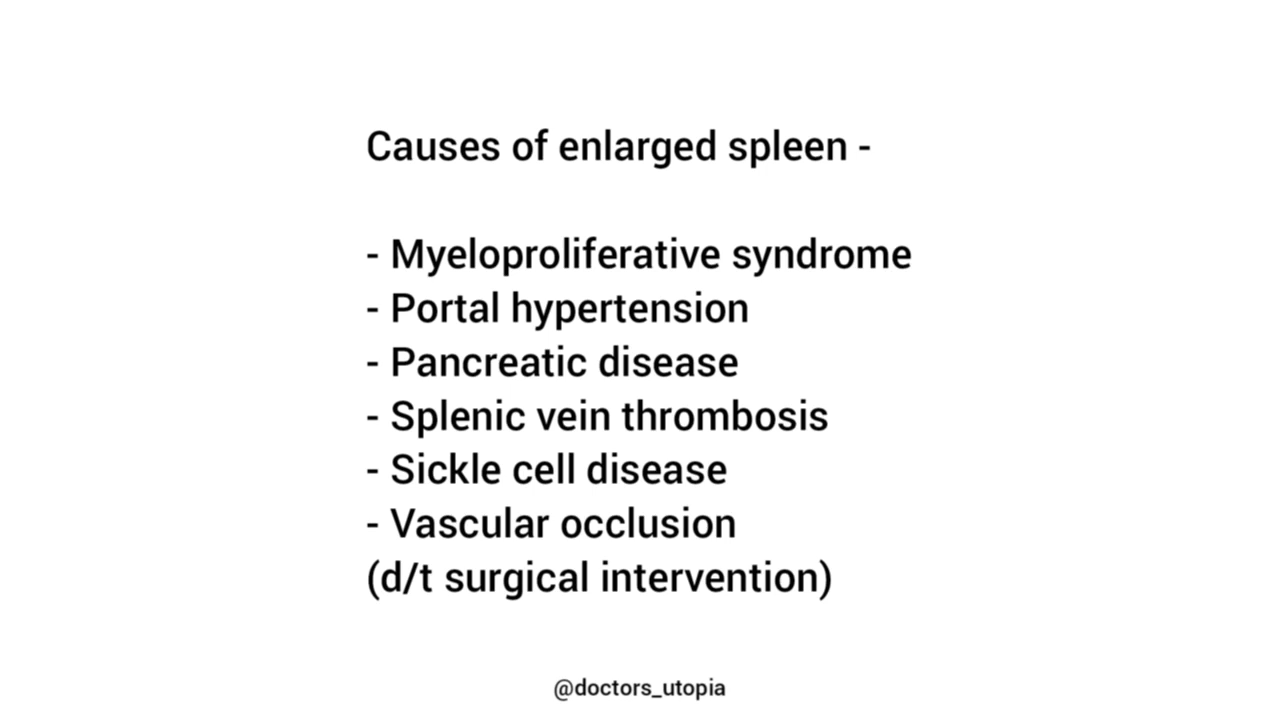 Causes of enlarged spleen -
- Myeloproliferative syndrome
- Portal hypertension
- Pancreatic disease
- Splenic vein thrombosis
- Sickle cell disease
- Vascular occlusion
(d/t surgical intervention)
@doctors_utopia